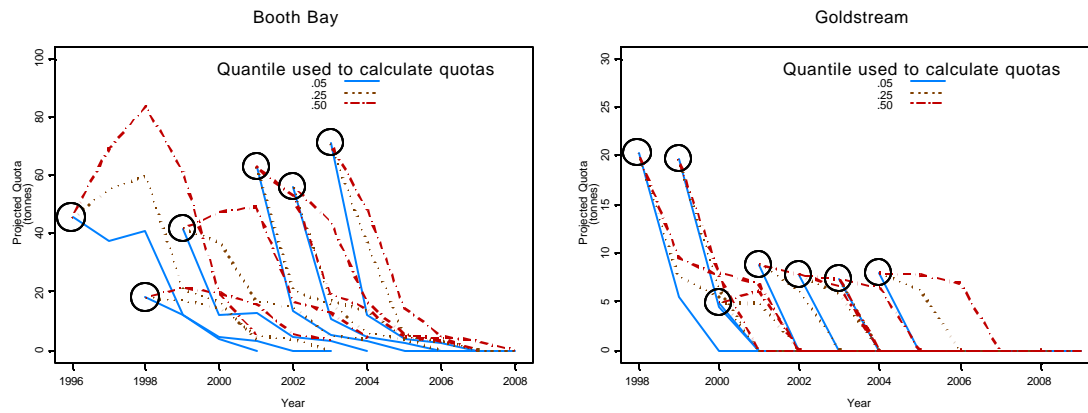 Booth Bay
Quantile used to calculate quotas
.05
.25
.50
Projected Quota
(tonnes)
100
80
60
40
20
0
1996 1998 2000 2002 2004 2006 2008
Year
Goldstream
Quantile used to calculate quotas
.05
.25
.50
Projected Quota
(tonnes)
30
25
20
15
10
5
0
1998 2000 2002 2004 2006 2008
Year